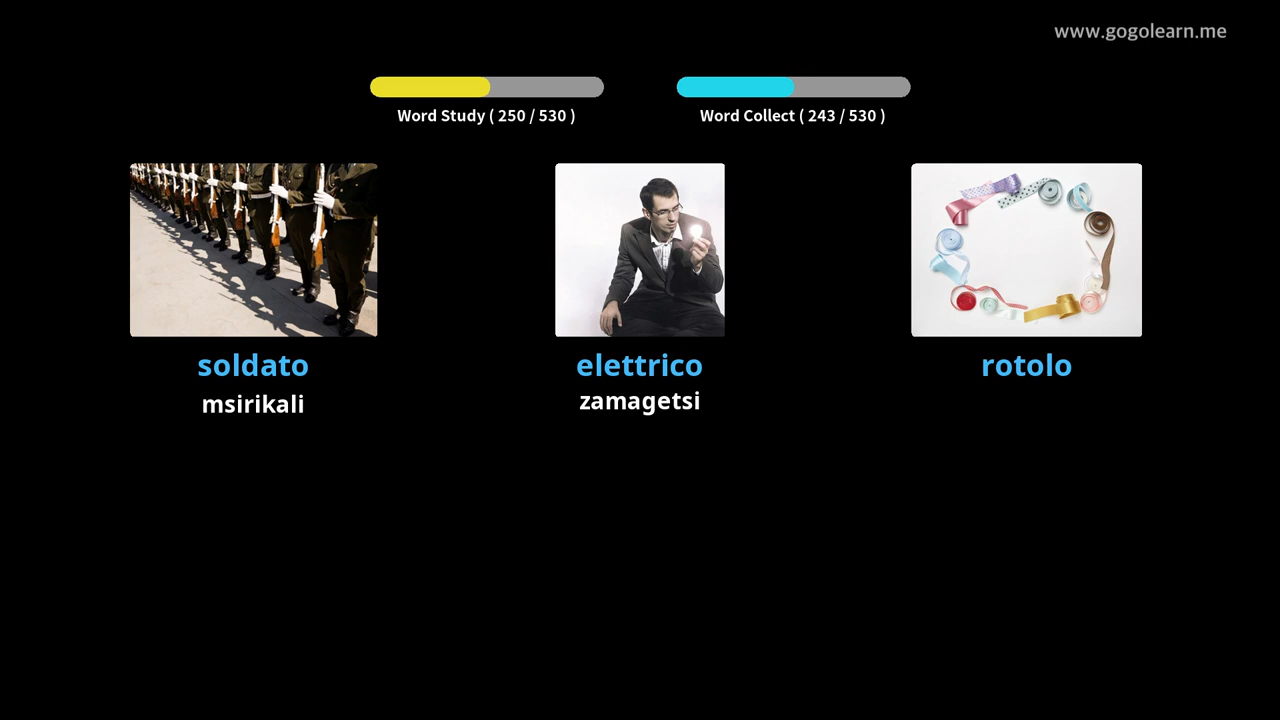 www.gogolearn.me
Word Study ( 250 / 530 )
Word Collect ( 243 / 530 )
soldato
elettrico
rotolo
msirikali
zamagetsi